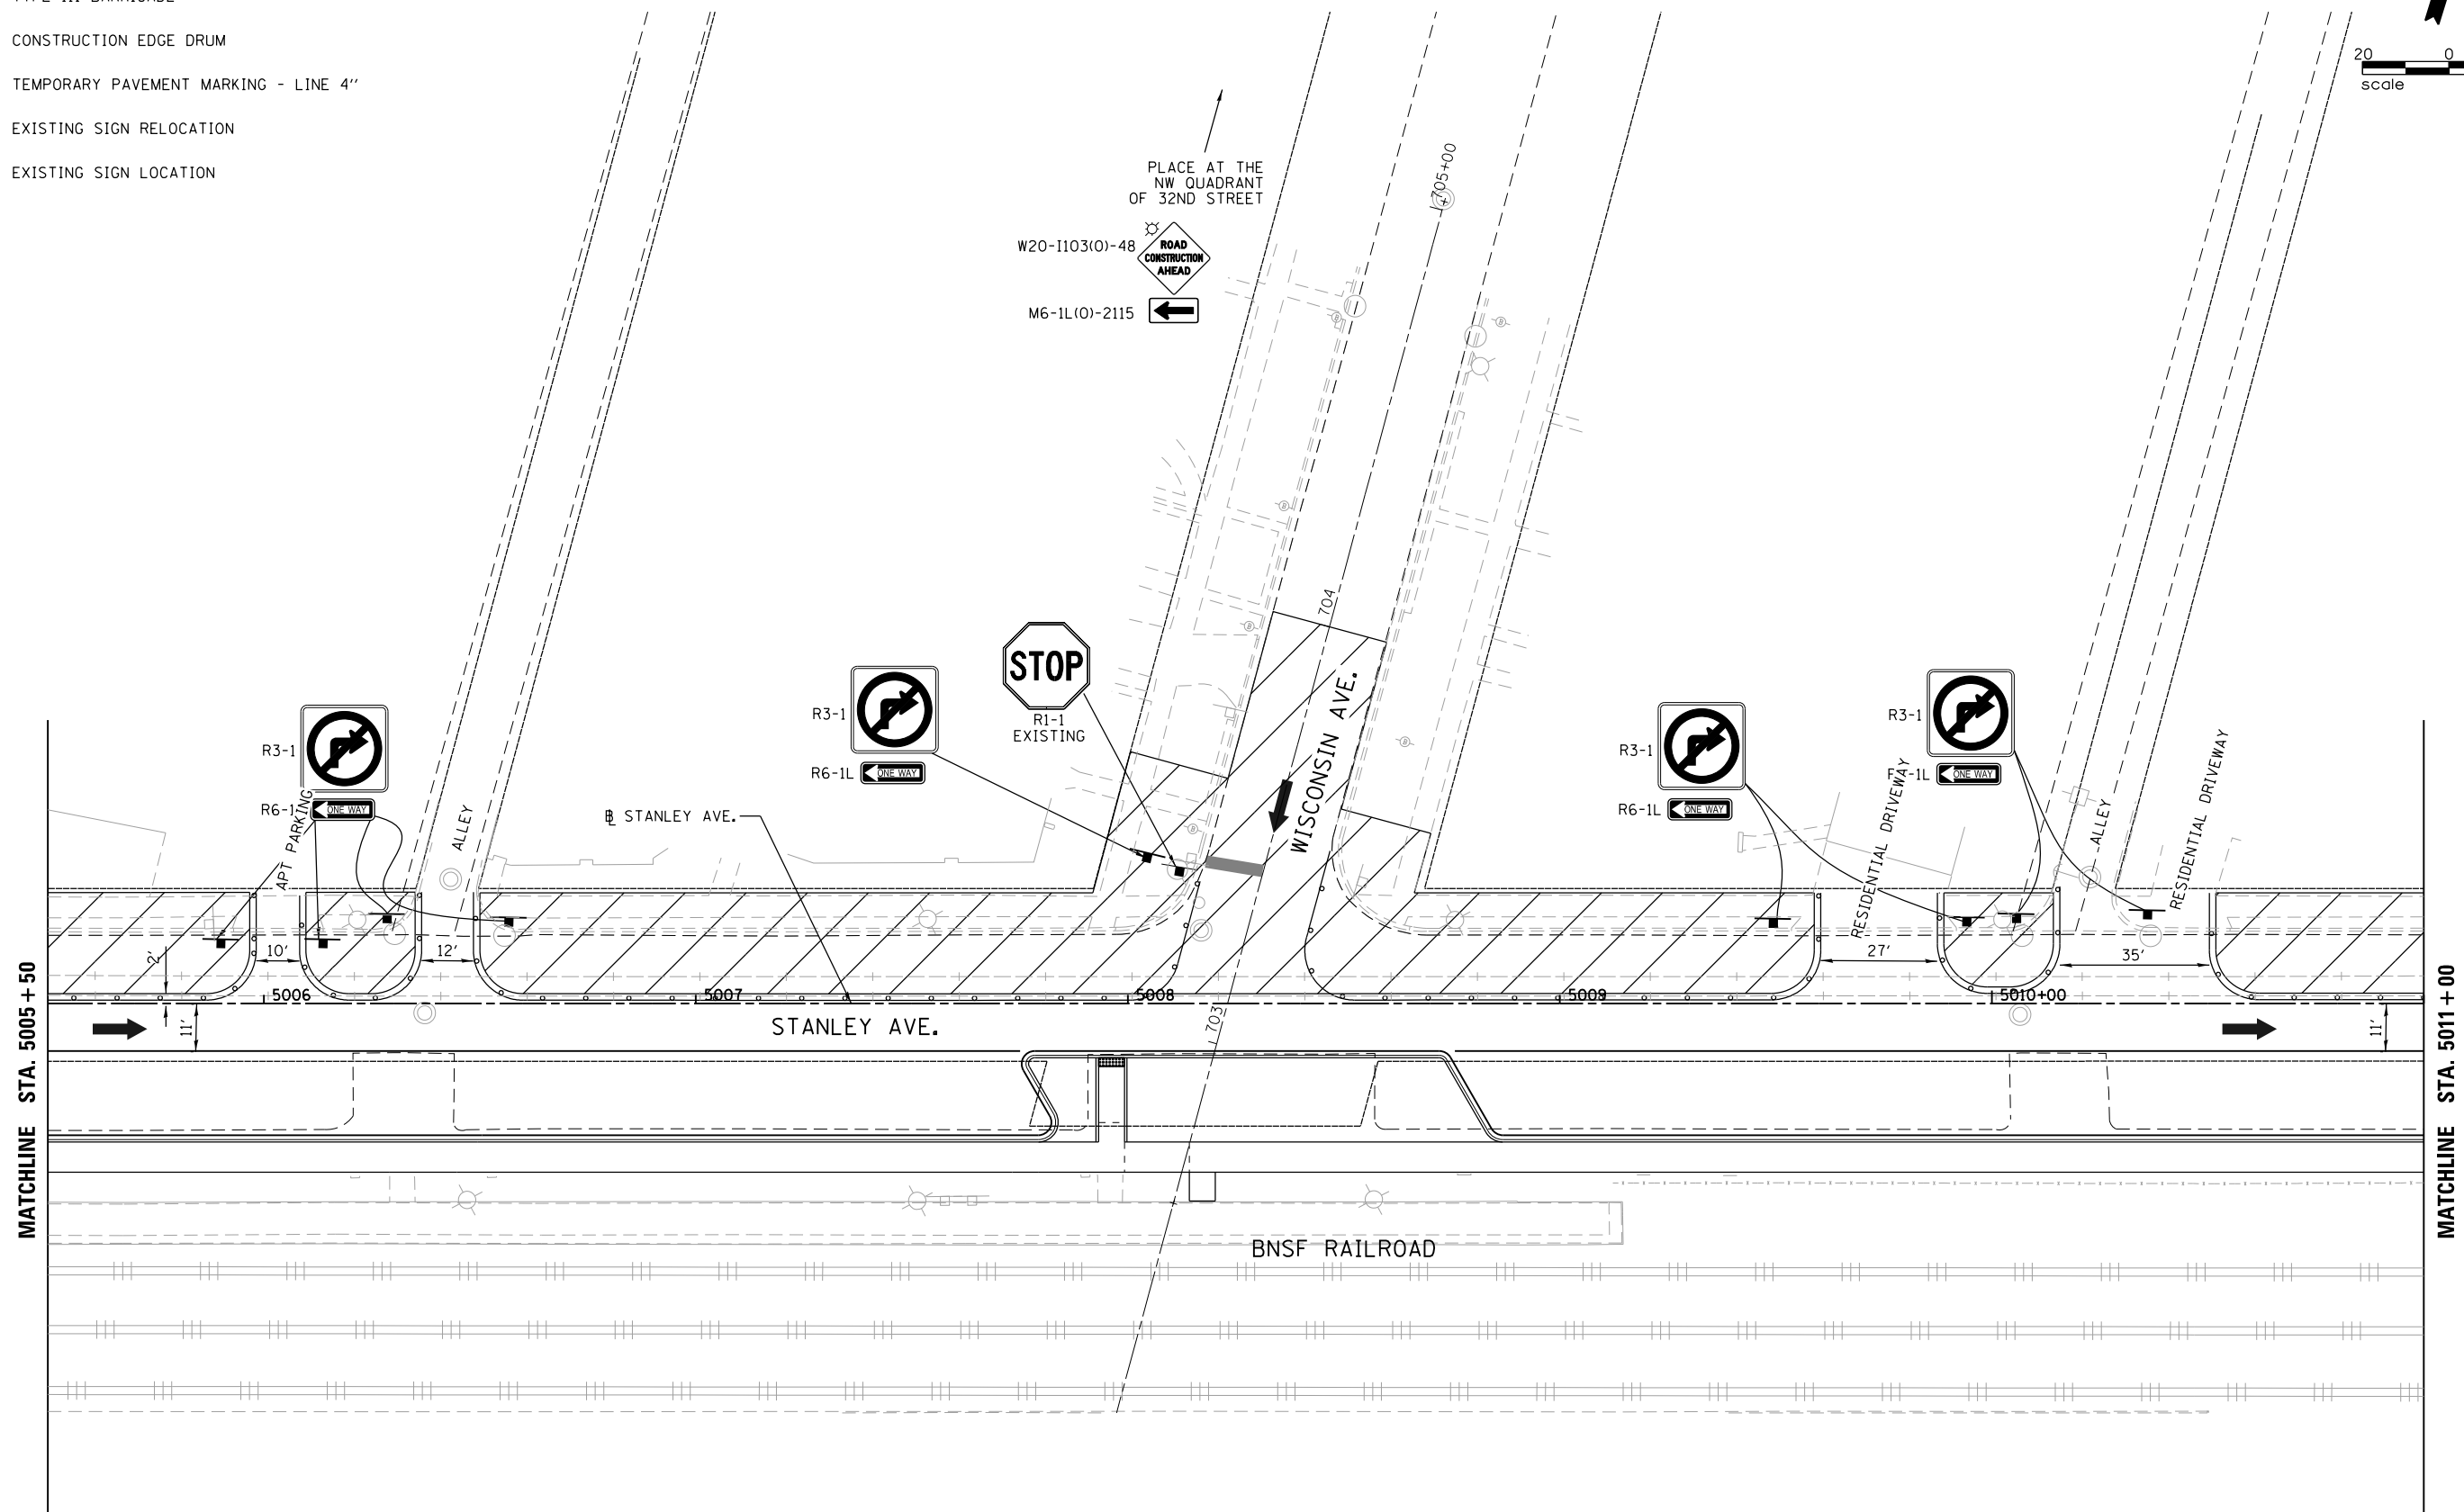 CONSTRUCTION EDGE DRUM
TEMPORARY PAVEMENT MARKING - LINE 4''
EXISTING SIGN RELOCATION
EXISTING SIGN LOCATION
20 0
scale
PLACE AT THE
NW QUADRANT
OF 32ND STREET
W20-I103(O)-48
ROAD
CONSTRUCTION
AHEAD
M6-1L(O)-2115
705+00
704
STOP
R1-1
EXISTING
R3-1
R6-1L
ONE WAY
R3-1
ONE WAY
R3-1
R6-1L
ONE WAY
R3-1
ONE WAY
APT PARKING
ALLEY
STANLEY AVE.
WISCONSIN AVE.
RESIDENTIAL DRIVEWAY
ALLEY
RESIDENTIAL DRIVEWAY
2'
10'
12'
27'
35'
5006
5007
5008
5009
5010+00
11'
STANLEY AVE.
703
11'
MATCHLINE STA. 5005+50
MATCHLINE STA. 5011+00
BNSF RAILROAD